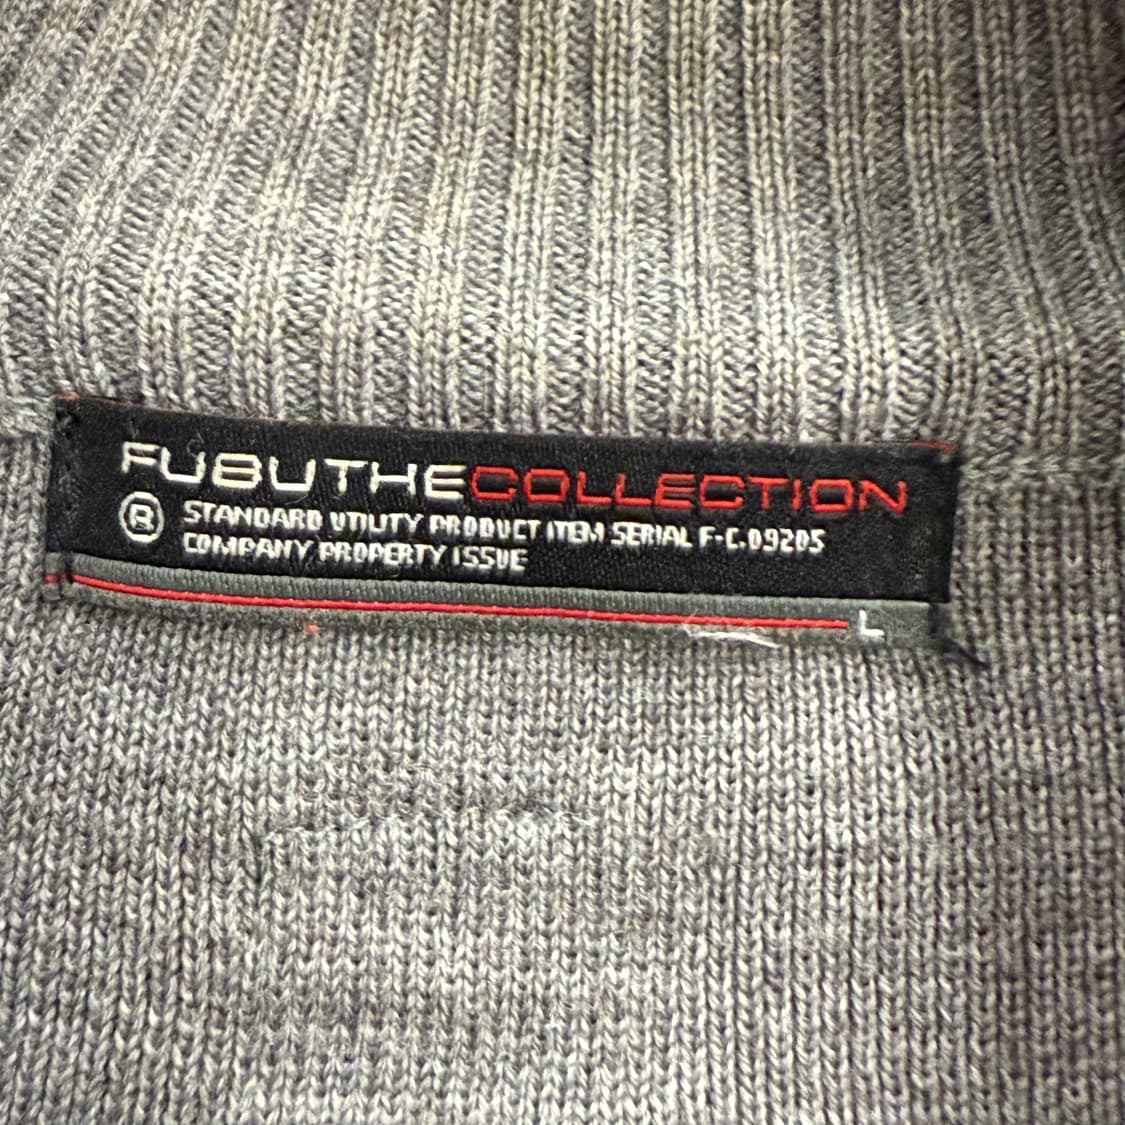 FUBUTHECOLLECTION
® STANDARD UTILITY PRODUCT ITEM SERIAL F-C.09205
COMPANY PROPERTY ISSUE
L